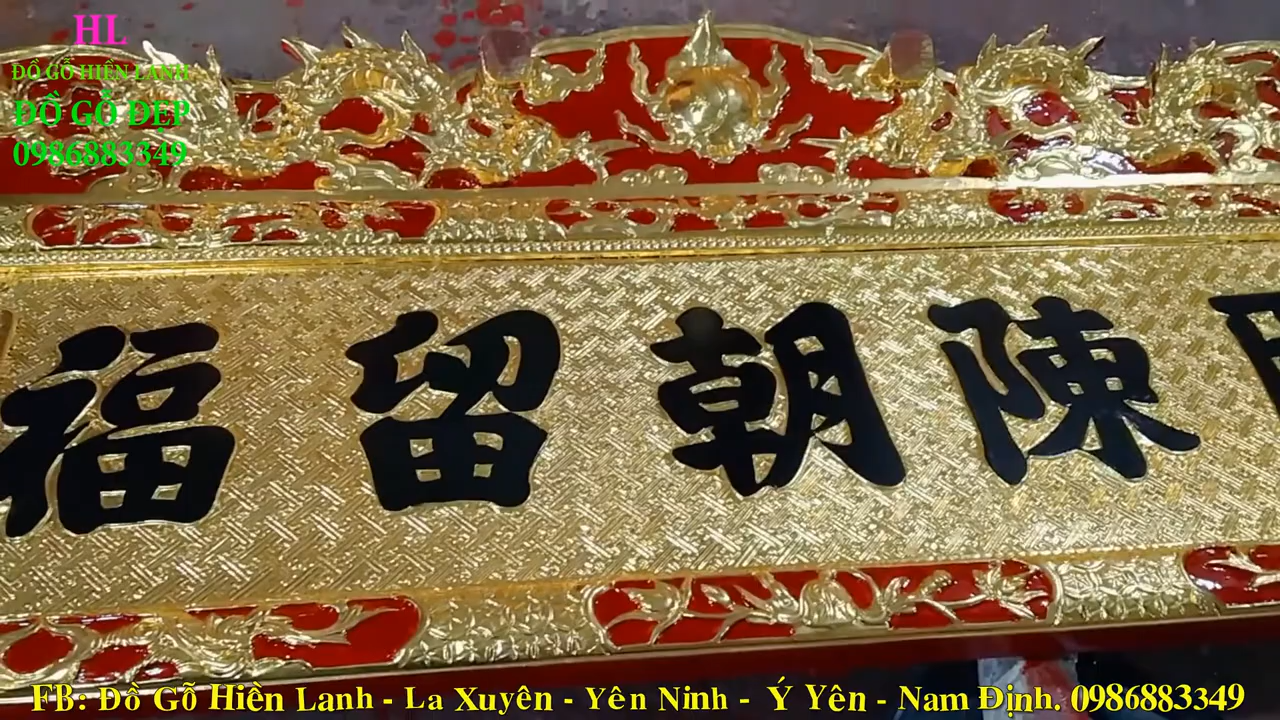 HL
ĐỒ GỖ HIỀN LANH
ĐỒ GỖ ĐẸP
0986883349
福留朝陳
FB: Đồ Gỗ Hiền Lanh - La Xuyên - Yên Ninh - Ý Yên - Nam Định. 0986883349